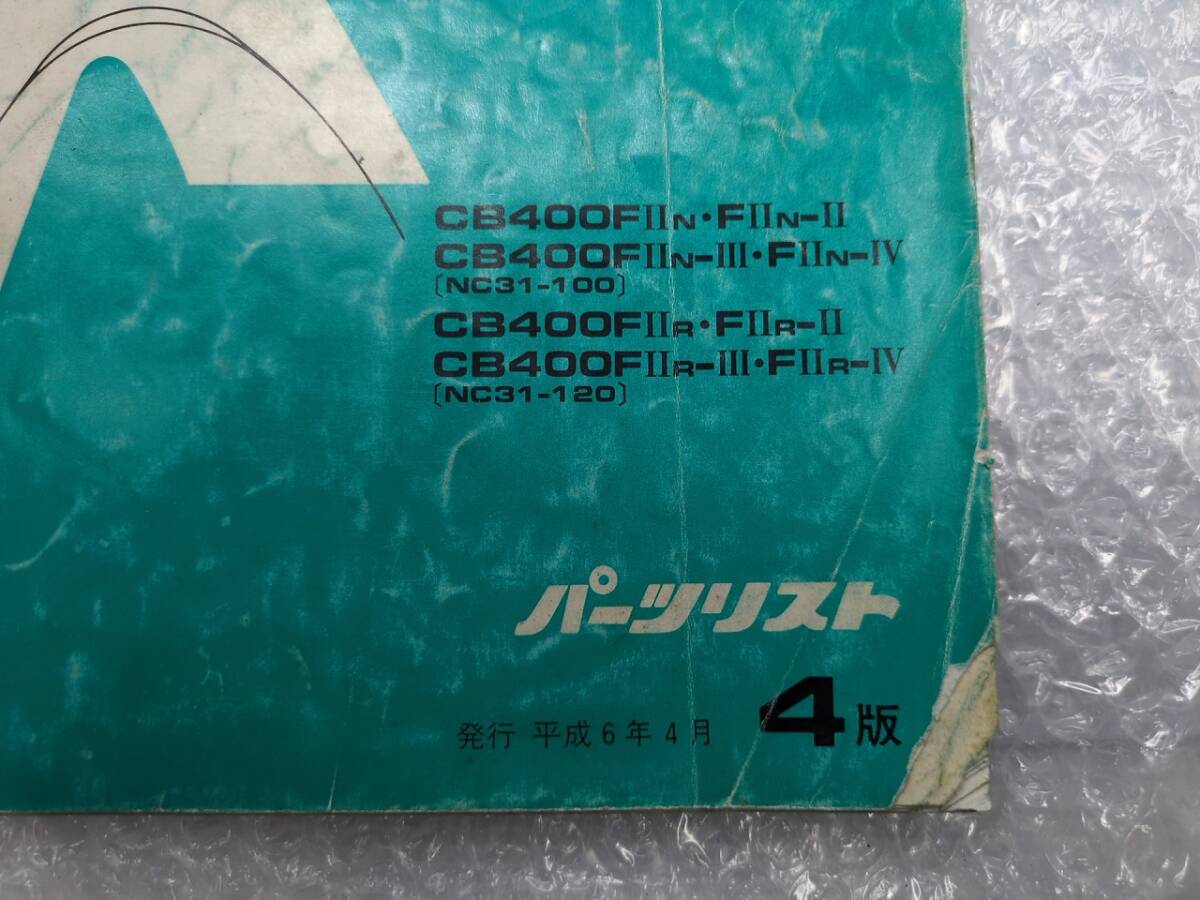 CB400FⅡN・FⅡN-Ⅱ
CB400FⅡN-Ⅲ・FⅡN-Ⅳ
〔NC31-100〕
CB400FⅡR・FⅡR-Ⅱ
CB400FⅡR-Ⅲ・FⅡR-Ⅳ
〔NC31-120〕
パーツリスト
発行 平成6年4月 4版